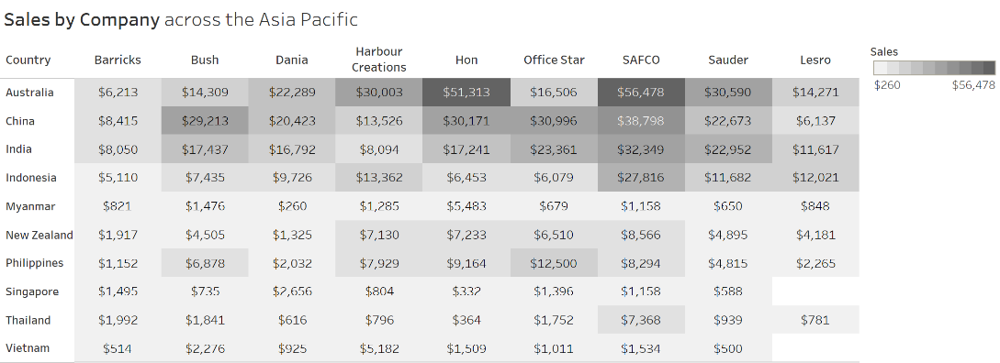 Sales by Company across the Asia Pacific
Sales
$260 $56,478
Country Barricks Bush Dania Harbour Creations Hon Office Star SAFCO Sauder Lesro
Australia $6,213 $14,309 $22,289 $30,003 $51,313 $16,506 $56,478 $30,590 $14,271
China $8,415 $29,213 $20,423 $13,526 $30,171 $30,996 $38,798 $22,673 $6,137
India $8,050 $17,437 $16,792 $8,094 $17,241 $23,361 $32,349 $22,952 $11,617
Indonesia $5,110 $7,435 $9,726 $13,362 $6,453 $6,079 $27,816 $11,682 $12,021
Myanmar $821 $1,476 $260 $1,285 $5,483 $679 $1,158 $650 $848
New Zealand $1,917 $4,505 $1,325 $7,130 $7,233 $6,510 $8,566 $4,895 $4,181
Philippines $1,152 $6,878 $2,032 $7,929 $9,164 $12,500 $8,294 $4,815 $2,265
Singapore $1,495 $735 $2,656 $804 $332 $1,396 $1,158 $588
Thailand $1,992 $1,841 $616 $796 $364 $1,752 $7,368 $939 $781
Vietnam $514 $2,276 $925 $5,182 $1,509 $1,011 $1,534 $500